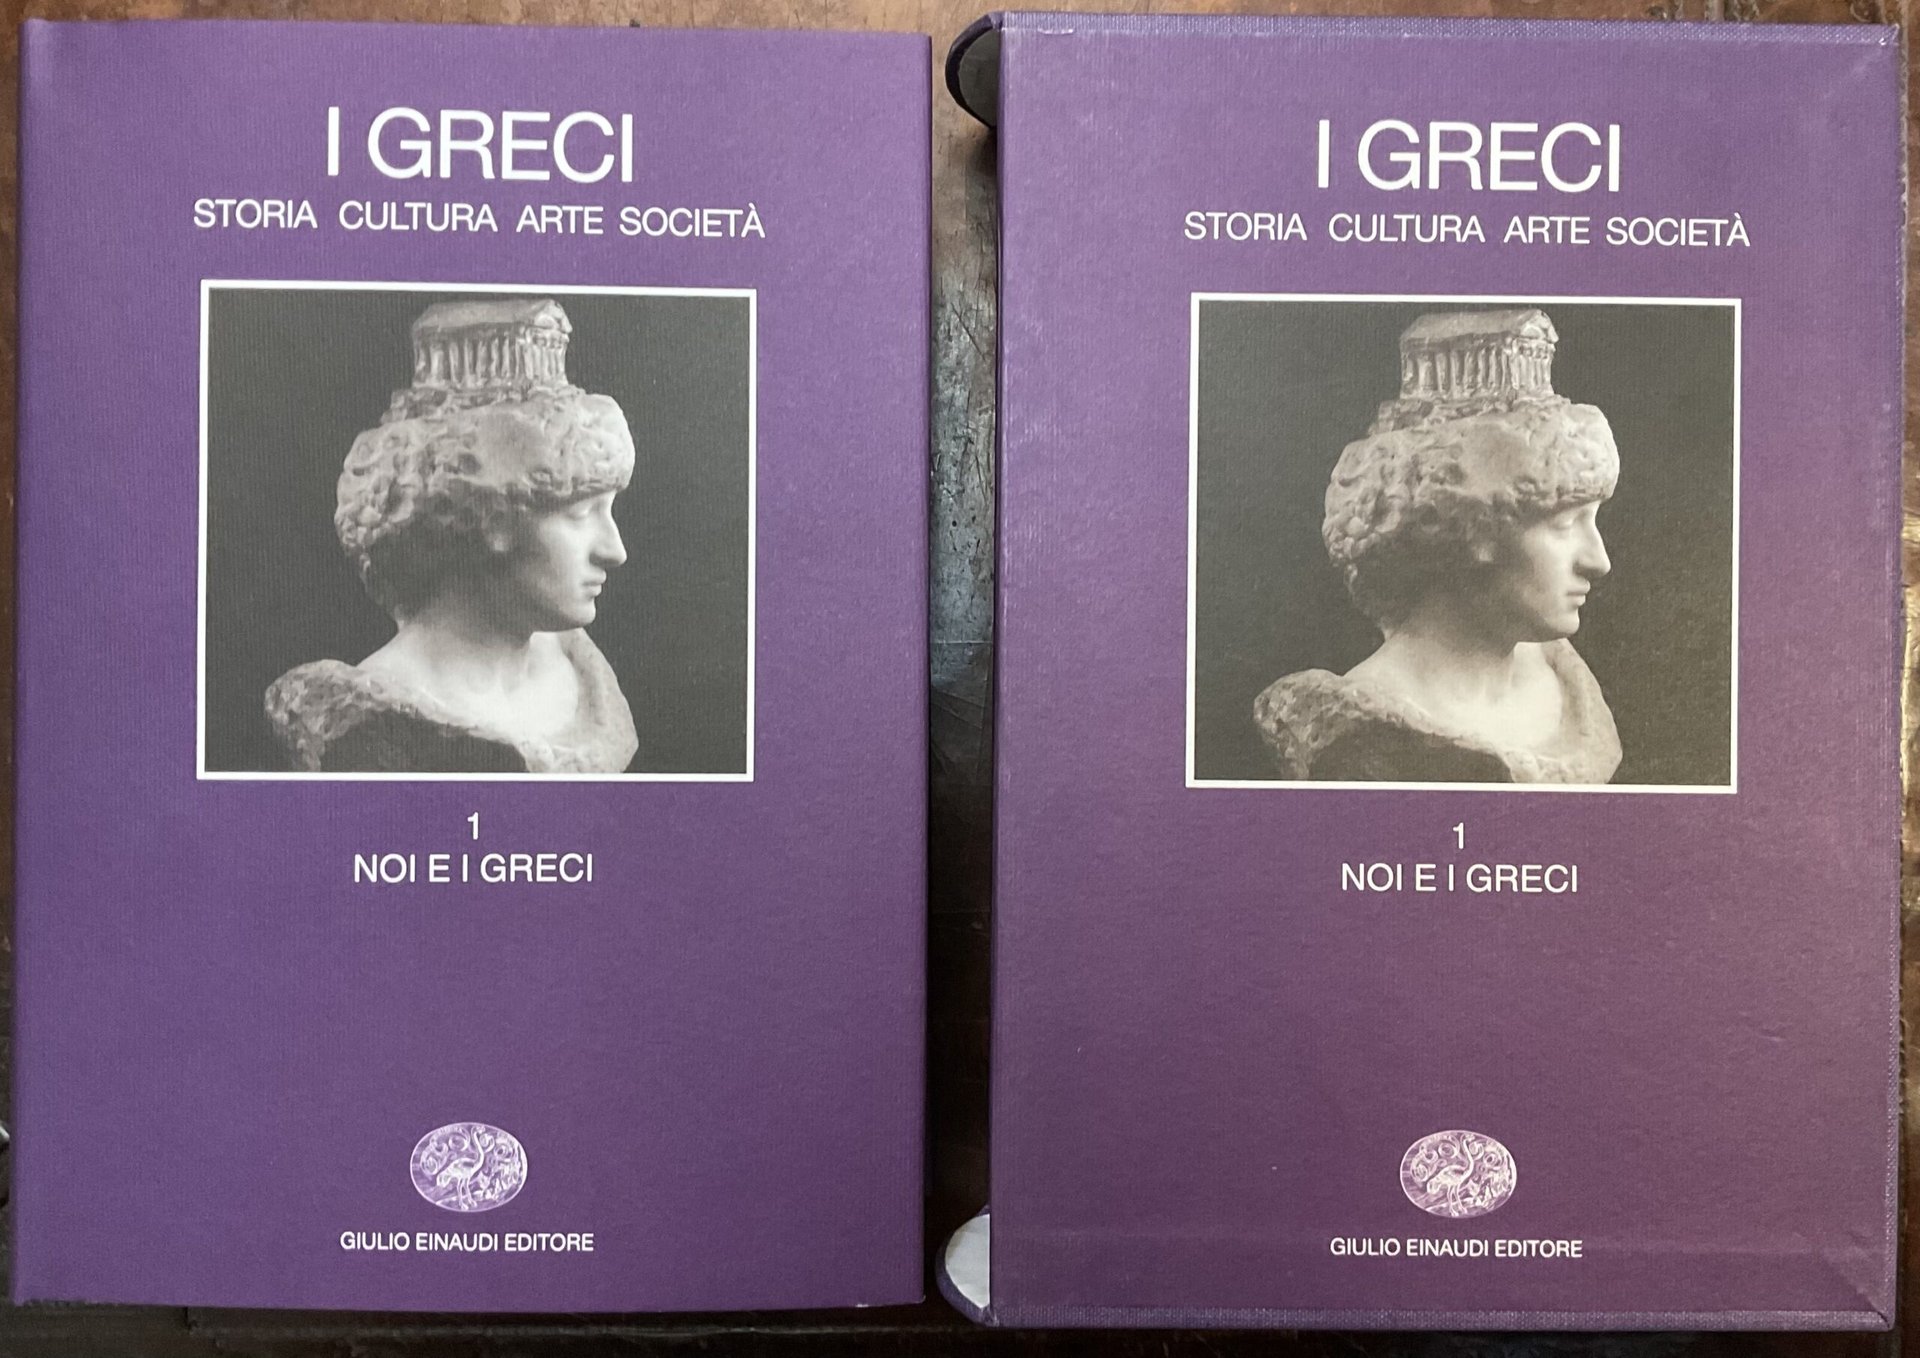 I GRECI
STORIA CULTURA ARTE SOCIETÀ
1
NOI E I GRECI
GIULIO EINAUDI EDITORE
I GRECI
STORIA CULTURA ARTE SOCIETÀ
1
NOI E I GRECI
GIULIO EINAUDI EDITORE